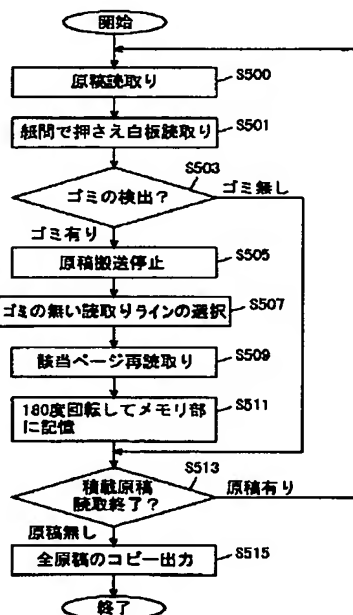 開始
原稿読取り
S500
紙間で押さえ白板読取り
S501
S503
ゴミの検出?
ゴミ無し
ゴミ有り
原稿搬送停止
S505
ゴミの無い読取りラインの選択
S507
該当ページ再読取り
S509
180度回転してメモリ部
に記憶
S511
S513
積載原稿
読取終了?
原稿有り
原稿無し
全原稿のコピー出力
S515
終了